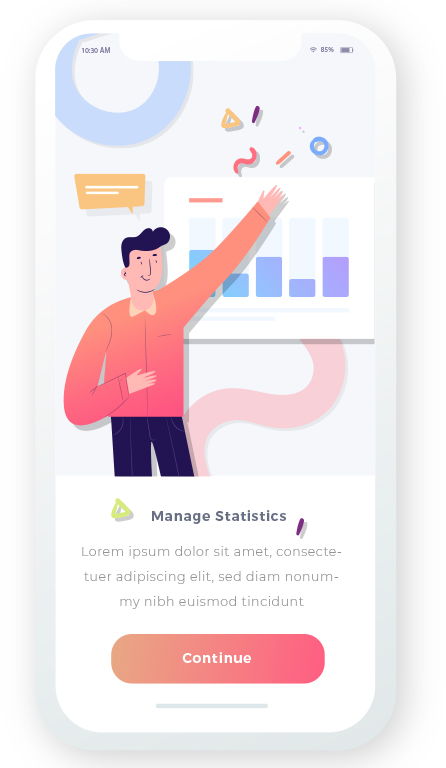 10:30 AM 85%
Manage Statistics
Lorem ipsum dolor sit amet, consecte-
tuer adipiscing elit, sed diam nonum-
my nibh euismod tincidunt
Continue